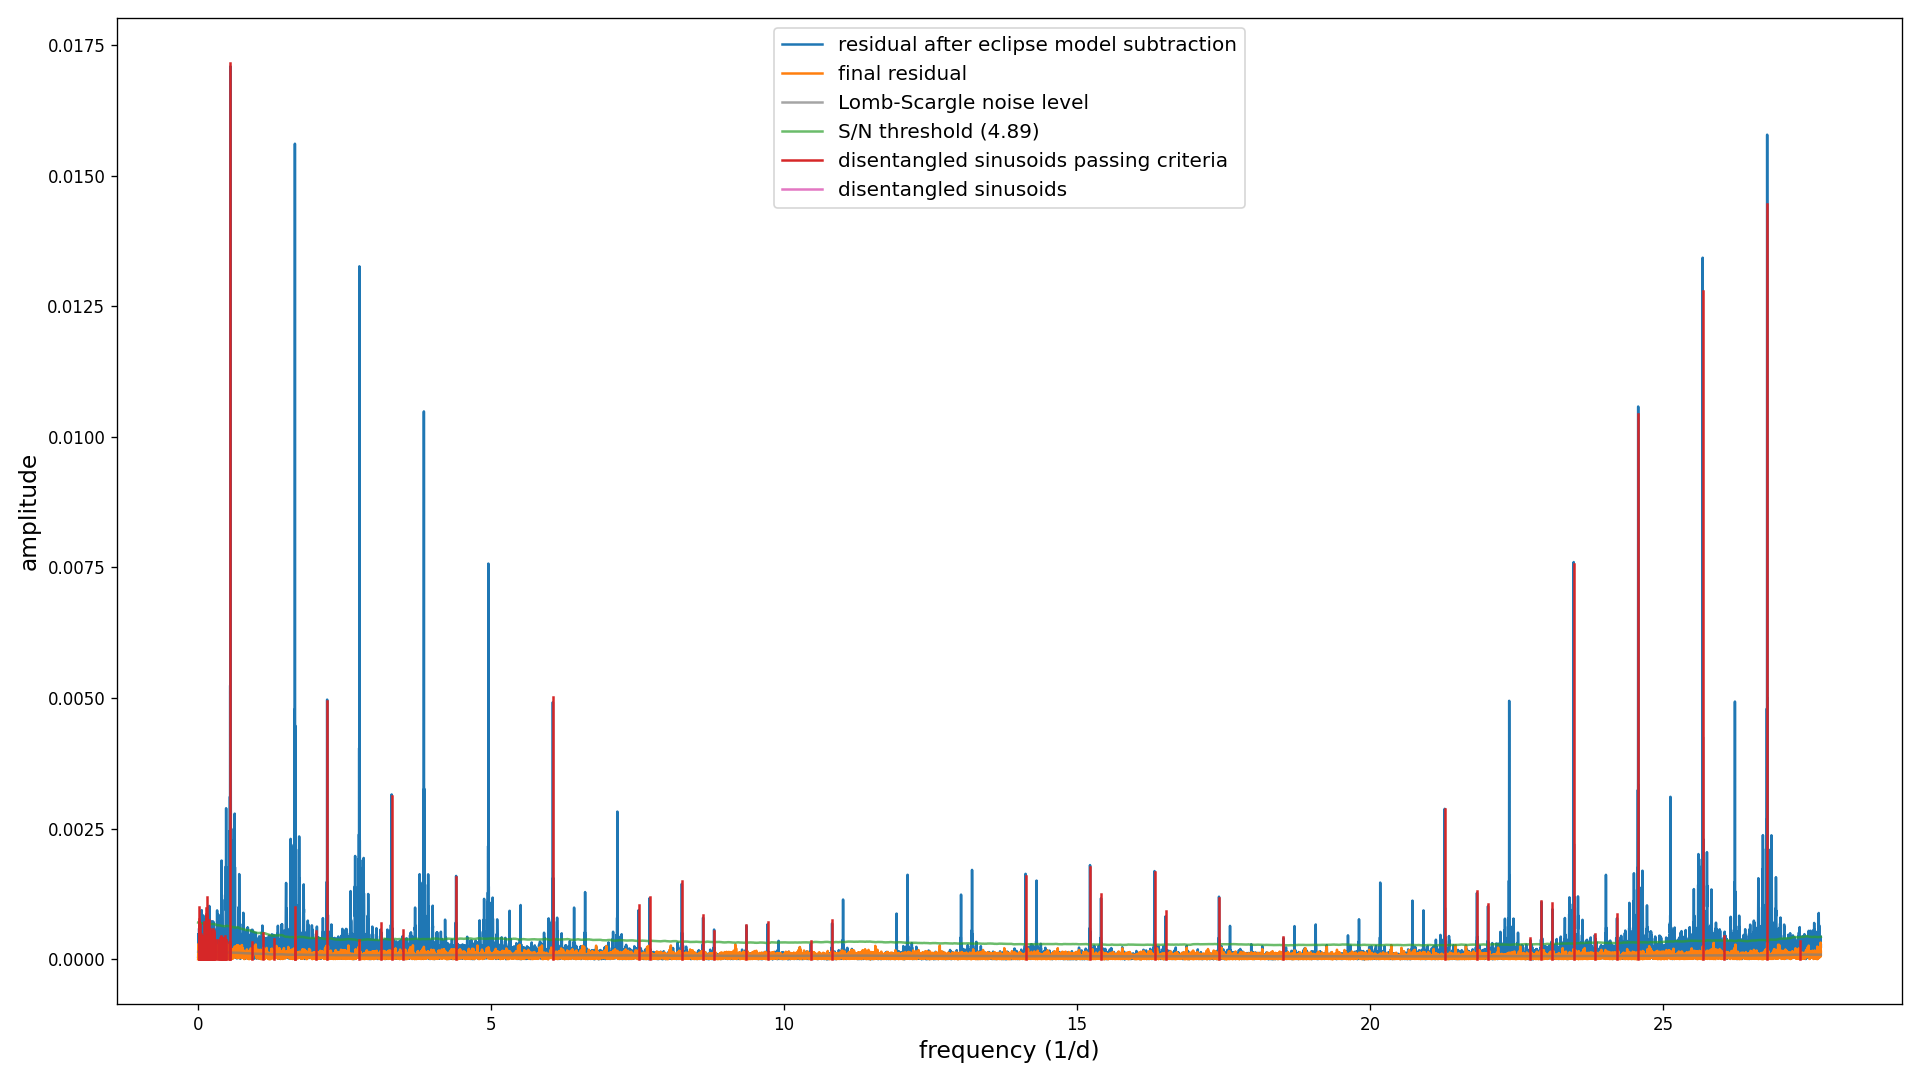 residual after eclipse model subtraction
final residual
Lomb-Scargle noise level
S/N threshold (4.89)
disentangled sinusoids passing criteria
disentangled sinusoids
amplitude
0.0175
0.0150
0.0125
0.0100
0.0075
0.0050
0.0025
0.0000
0 5 10 15 20 25
frequency (1/d)